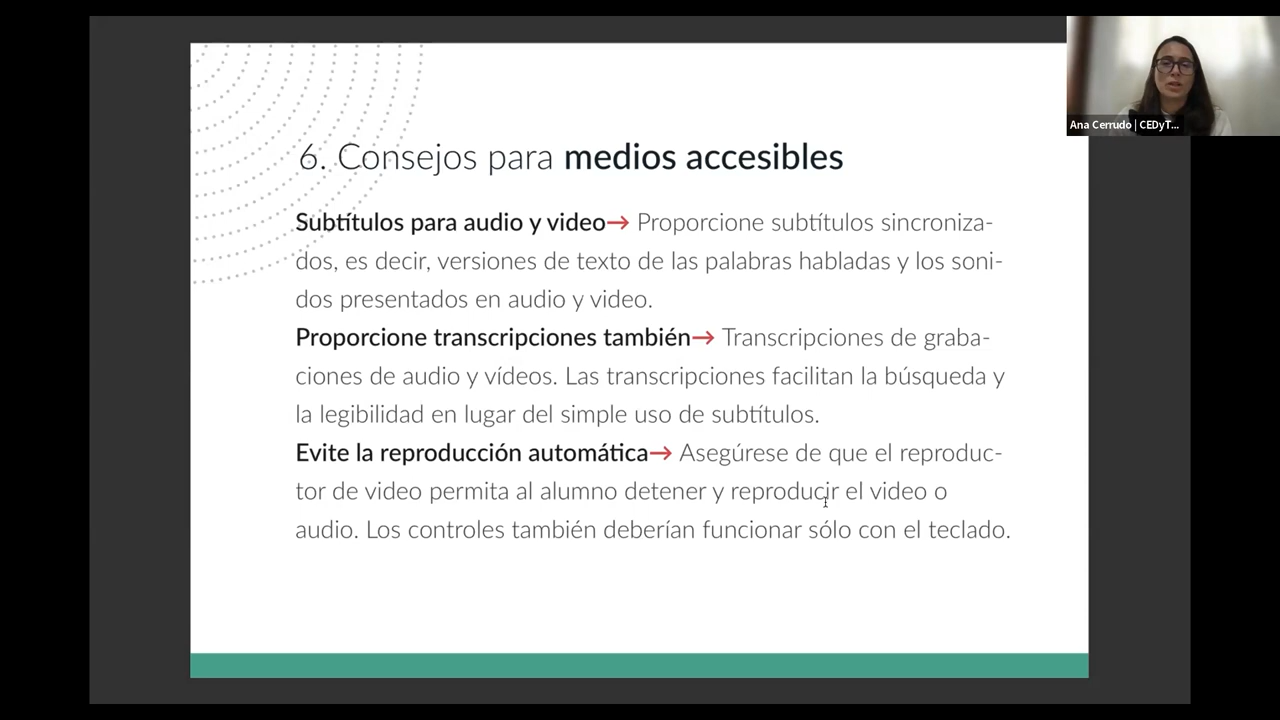 6. Consejos para medios accesibles
Subtítulos para audio y video→ Proporcione subtítulos sincroniza-
dos, es decir, versiones de texto de las palabras habladas y los soni-
dos presentados en audio y video.
Proporcione transcripciones también→ Transcripciones de graba-
ciones de audio y vídeos. Las transcripciones facilitan la búsqueda y
la legibilidad en lugar del simple uso de subtítulos.
Evite la reproducción automática→ Asegúrese de que el reproduc-
tor de video permita al alumno detener y reproducir el video o
audio. Los controles también deberían funcionar sólo con el teclado.
Ana Cerrudo | CEDyT...